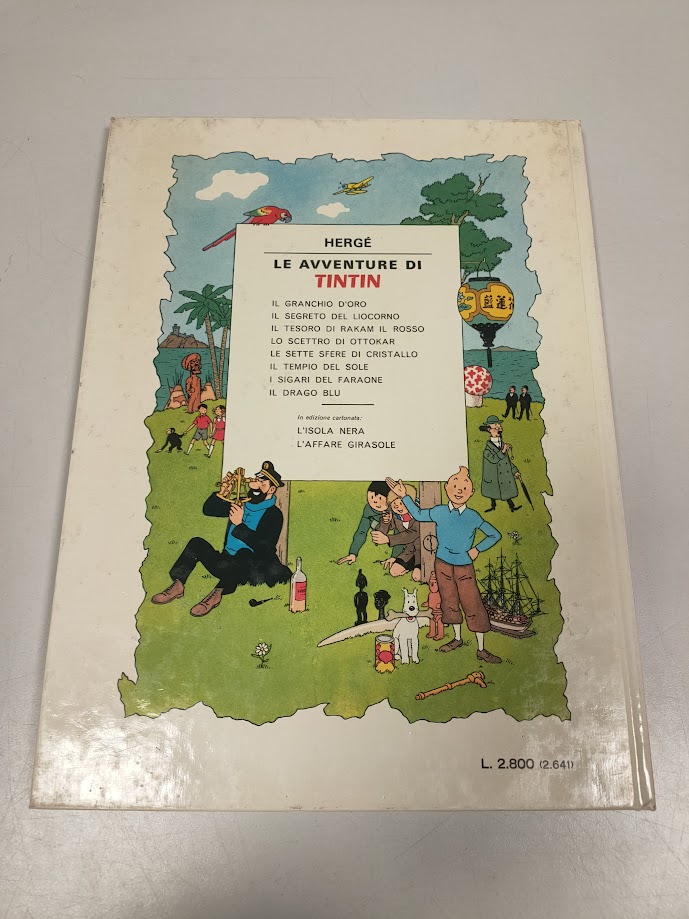 HERGÉ
LE AVVENTURE DI
TINTIN
IL GRANCHIO D'ORO
IL SEGRETO DEL LIOCORNO
IL TESORO DI RAKAM IL ROSSO
LO SCETTRO DI OTTOKAR
LE SETTE SFERE DI CRISTALLO
IL TEMPIO DEL SOLE
I SIGARI DEL FARAONE
IL DRAGO BLU
In edizione cartonata:
L'ISOLA NERA
L'AFFARE GIRASOLE
L. 2.800 (2.641)